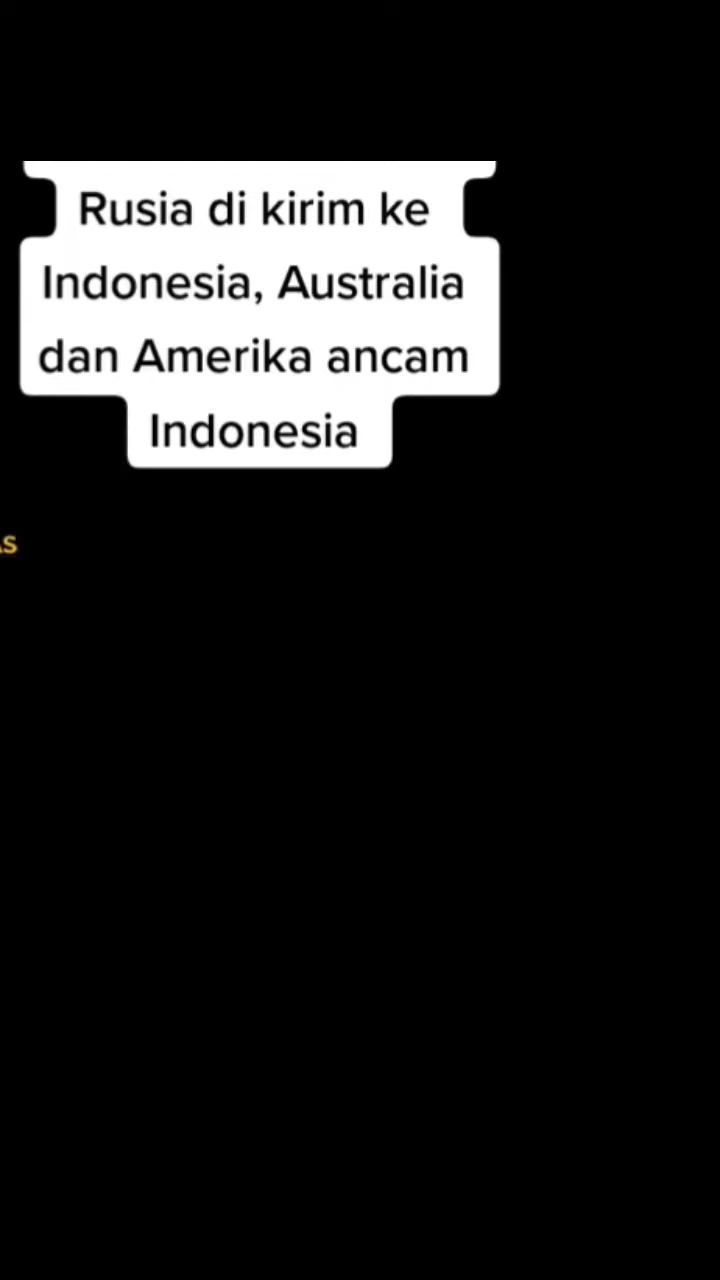 Rusia di kirim ke
Indonesia, Australia
dan Amerika ancam
Indonesia